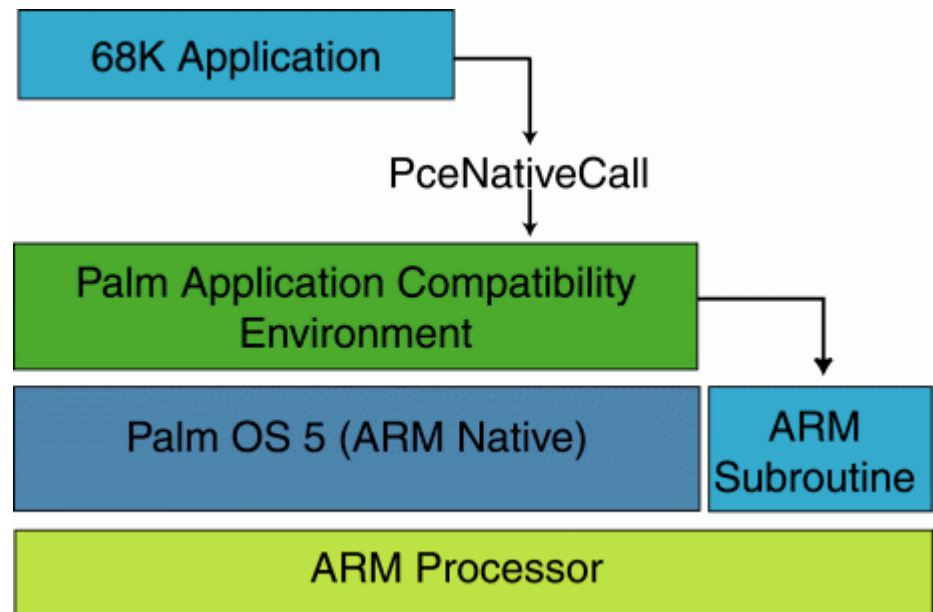 68K Application
PceNativeCall
Palm Application Compatibility
Environment
Palm OS 5 (ARM Native)
ARM
Subroutine
ARM Processor